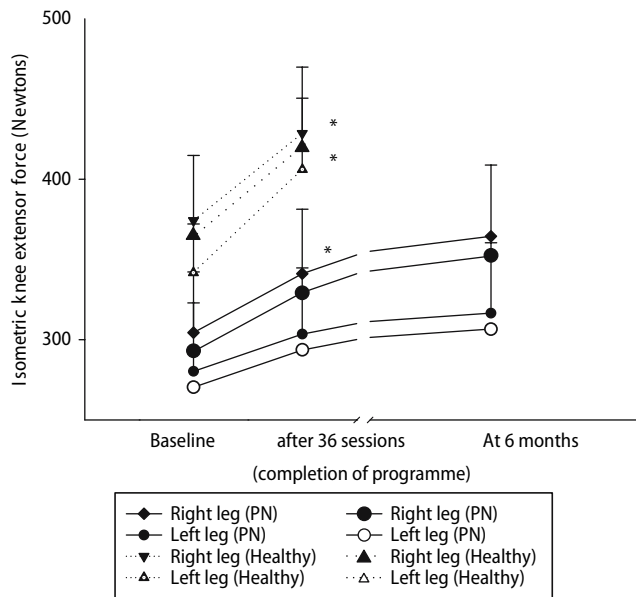 500
400
300
Isometric knee extensor force (Newtons)
*
*
*
Baseline after 36 sessions At 6 months
(completion of programme)
Right leg (PN) Right leg (PN)
Left leg (PN) Left leg (PN)
Right leg (Healthy) Right leg (Healthy)
Left leg (Healthy) Left leg (Healthy)